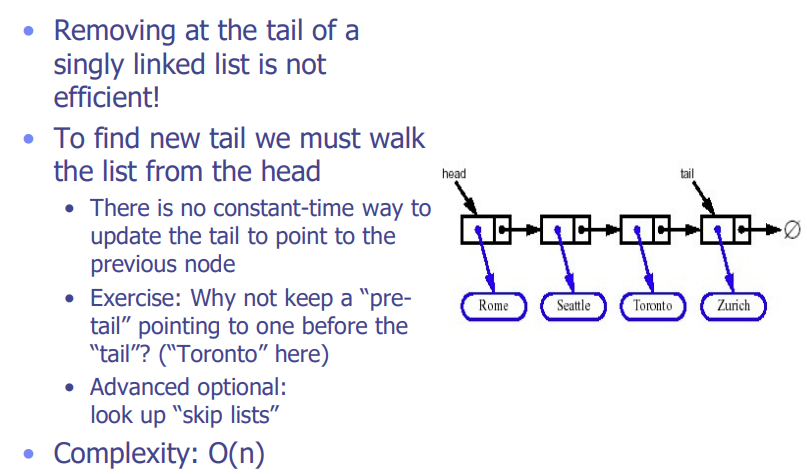 • Removing at the tail of a
singly linked list is not
efficient!
• To find new tail we must walk
the list from the head
• There is no constant-time way to
update the tail to point to the
previous node
• Exercise: Why not keep a “pre-
tail” pointing to one before the
“tail”? (“Toronto” here)
• Advanced optional:
look up “skip lists”
• Complexity: O(n)
head
tail
∅
Rome
Seattle
Toronto
Zurich